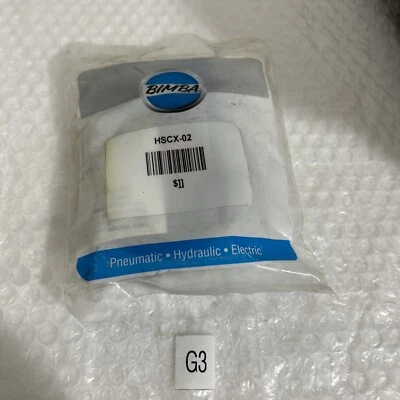 BIMBA
HSCX-02
$]]
Pneumatic • Hydraulic • Electric
G3